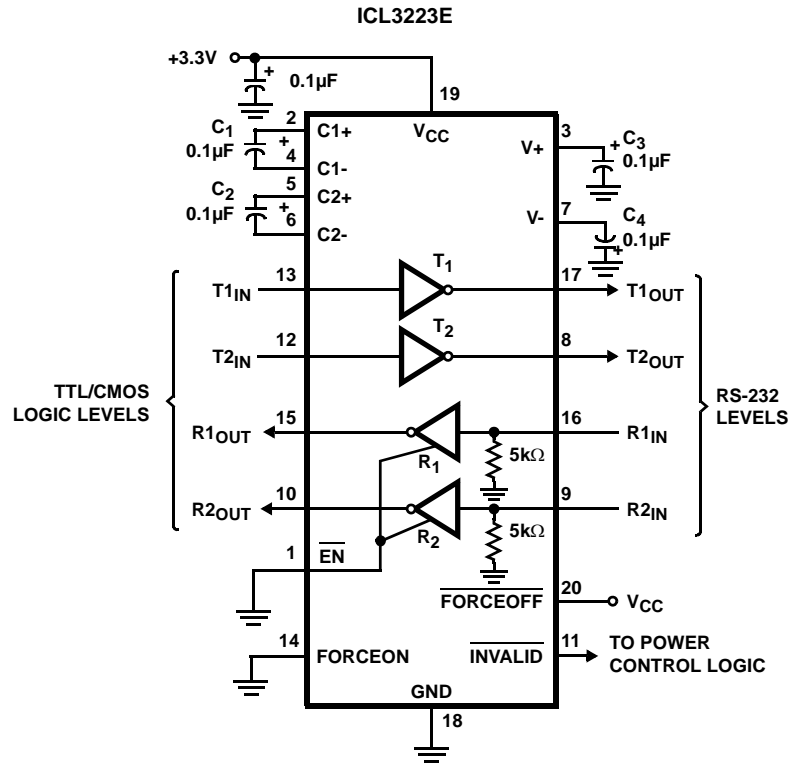 ICL3223E
+3.3V
+
0.1µF
19
VCC
2
C1+
C1
0.1µF
+
4
C1-
5
C2+
C2
0.1µF
+
6
C2-
3
V+
+
C3
0.1µF
7
V-
C4
0.1µF
+
T1IN
13
T1
17
T1OUT
T2IN
12
T2
8
T2OUT
TTL/CMOS
LOGIC LEVELS
RS-232
LEVELS
R1OUT
15
R1
16
R1IN
5kΩ
R2OUT
10
R2
9
R2IN
5kΩ
1
EN
FORCEOFF
20
VCC
14
FORCEON
INVALID
11
TO POWER
CONTROL LOGIC
GND
18